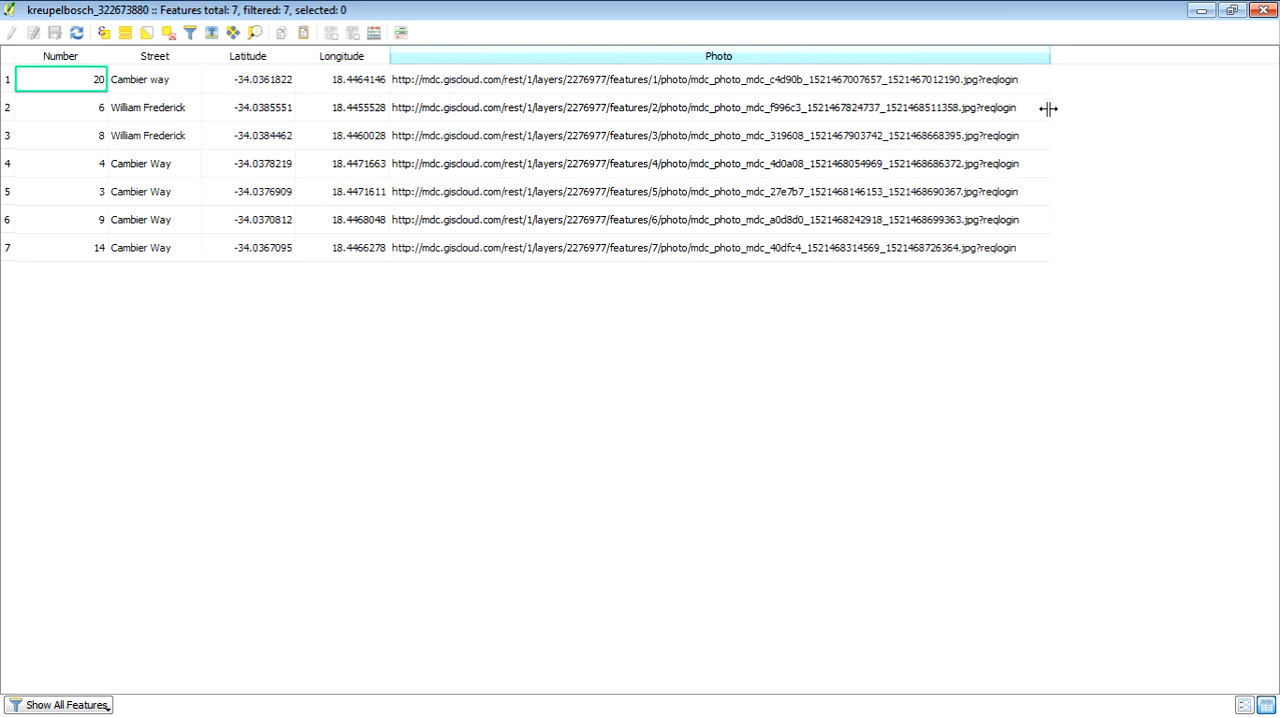 kreupelbosch_322673880 :: Features total: 7, filtered: 7, selected: 0
Number Street Latitude Longitude Photo
1 20 Cambier way -34.0361822 18.4464146 http://mdc.giscloud.com/rest/1/layers/2276977/features/1/photo/mdc_photo_mdc_c4d90b_1521467007657_1521467012190.jpg?reqlogin
2 6 William Frederick -34.0385551 18.4455528 http://mdc.giscloud.com/rest/1/layers/2276977/features/2/photo/mdc_photo_mdc_f996c3_1521467824737_1521468511358.jpg?reqlogin
3 8 William Frederick -34.0384462 18.4460028 http://mdc.giscloud.com/rest/1/layers/2276977/features/3/photo/mdc_photo_mdc_319608_1521467903742_1521468668395.jpg?reqlogin
4 4 Cambier Way -34.0378219 18.4471663 http://mdc.giscloud.com/rest/1/layers/2276977/features/4/photo/mdc_photo_mdc_4d0a08_1521468054969_1521468686372.jpg?reqlogin
5 3 Cambier Way -34.0376909 18.4471611 http://mdc.giscloud.com/rest/1/layers/2276977/features/5/photo/mdc_photo_mdc_27e7b7_1521468146153_1521468690367.jpg?reqlogin
6 9 Cambier Way -34.0370812 18.4468048 http://mdc.giscloud.com/rest/1/layers/2276977/features/6/photo/mdc_photo_mdc_a0d8d0_1521468242918_1521468699363.jpg?reqlogin
7 14 Cambier Way -34.0367095 18.4466278 http://mdc.giscloud.com/rest/1/layers/2276977/features/7/photo/mdc_photo_mdc_40dfc4_1521468314569_1521468726364.jpg?reqlogin
Show All Features